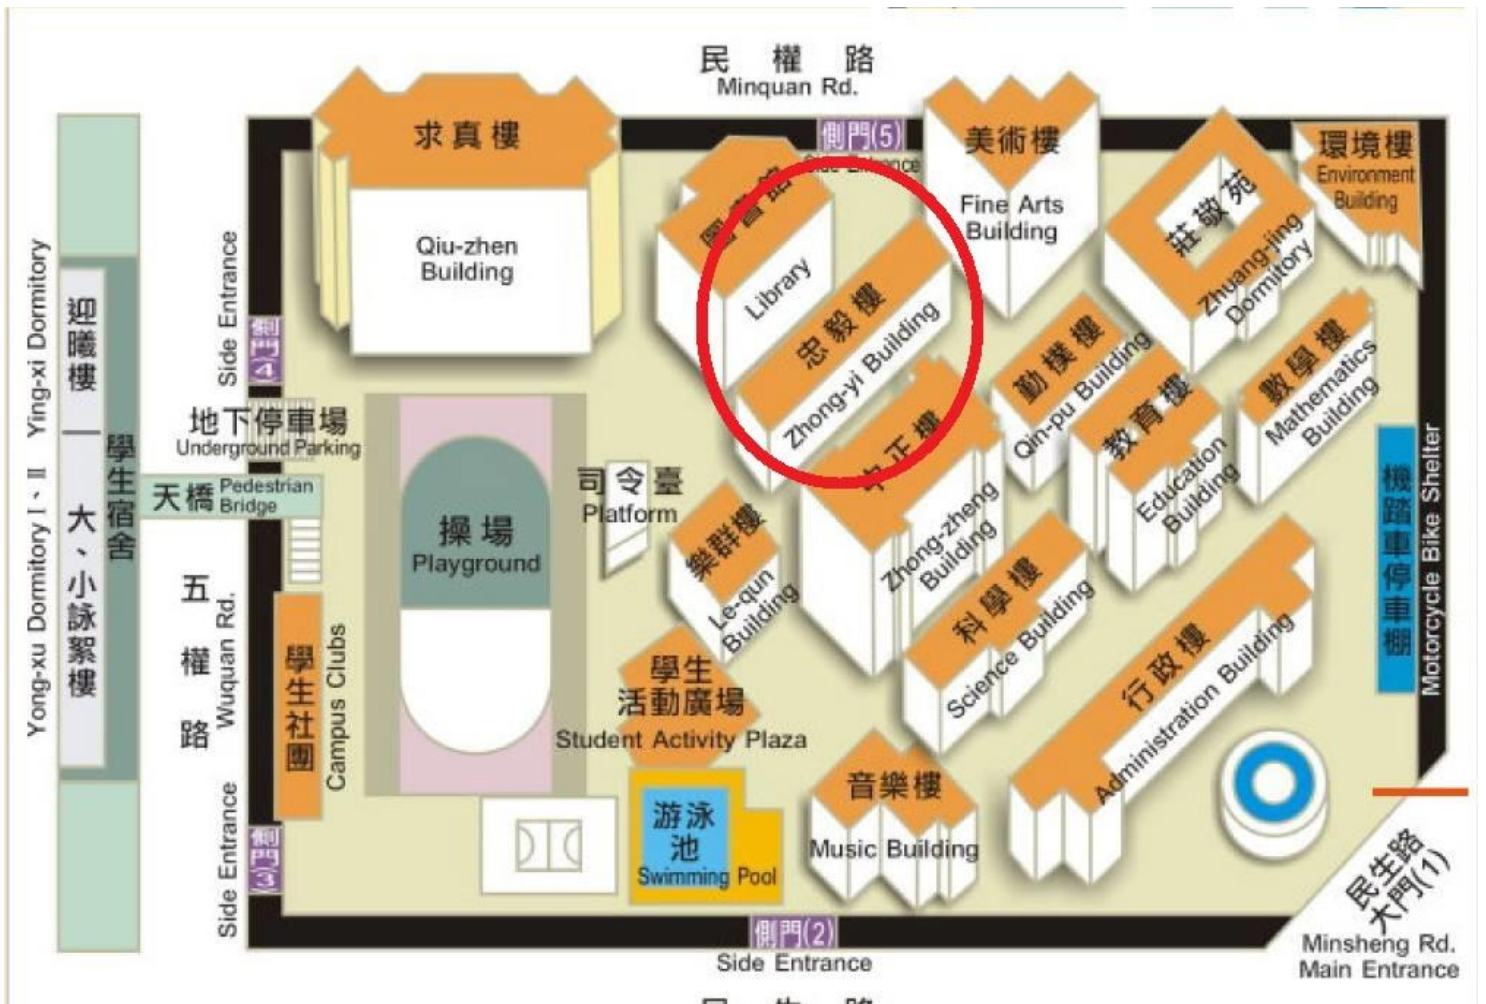 民 權 路
Minquan Rd.
求真樓
Qiu-zhen
Building
圖書館
Library
側門(5)
Side Entrance
美術樓
Fine Arts
Building
莊敬苑
Zhuang-jing
Dormitory
環境樓
Environment
Building
忠毅樓
Zhong-yi Building
勤樸樓
Qin-pu Building
教育樓
Education
Building
數學樓
Mathematics
Building
中正樓
Zhong-zheng
Building
Side Entrance
側門(4)
地下停車場
Underground Parking
天橋
Pedestrian
Bridge
迎曦樓
大、小詠絮樓
學生宿舍
Ying-xi Dormitory
Yong-xu Dormitory I、II
五權路
Wuquan Rd.
學生社團
Campus Clubs
操場
Playground
司令臺
Platform
樂群樓
Le-qun
Building
科學樓
Science Building
行政樓
Administration Building
機踏車停車棚
Motorcycle Bike Shelter
學生
活動廣場
Student Activity Plaza
游泳
池
Swimming Pool
音樂樓
Music Building
Side Entrance
側門(3)
側門(2)
Side Entrance
民生路
大門(1)
Minsheng Rd.
Main Entrance